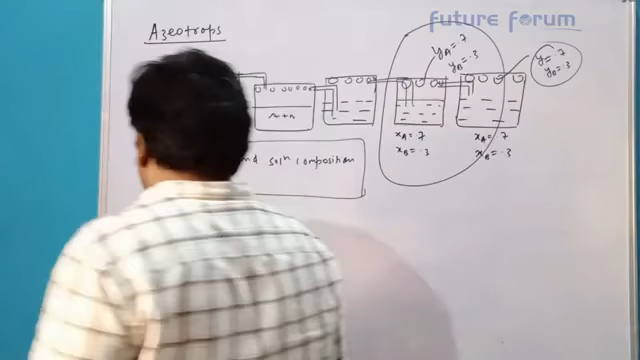 future forum
Azeotrops
yA=.7
yB=.3
y=.7
yB=.3
xA=.7
xB=.3
xA=.7
xB=.3
nd solⁿ composition